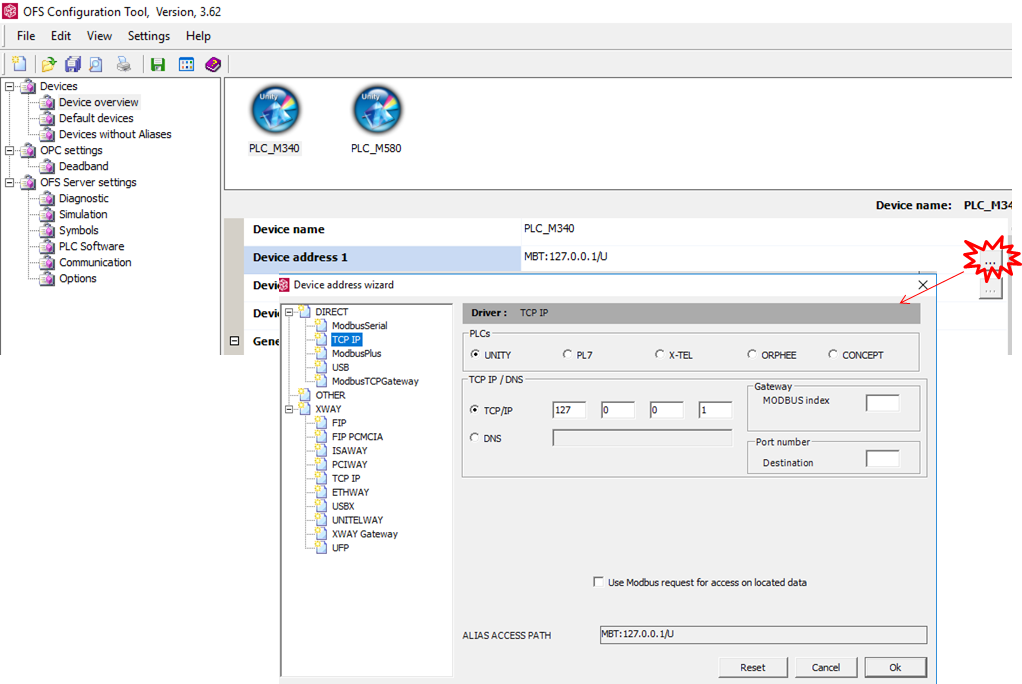 OFS Configuration Tool, Version, 3.62
File Edit View Settings Help
Devices
Device overview
Default devices
Devices without Aliases
OPC settings
Deadband
OFS Server settings
Diagnostic
Simulation
Symbols
PLC Software
Communication
Options
Unity
Unity
PLC_M340
PLC_M580
Device name: PLC_M34
Device name PLC_M340
Device address 1 MBT:127.0.0.1/U
...
Devi
...
Devi
Gene
Device address wizard
DIRECT
ModbusSerial
TCP IP
ModbusPlus
USB
ModbusTCPGateway
OTHER
XWAY
FIP
FIP PCMCIA
ISAWAY
PCIWAY
TCP IP
ETHWAY
USBX
UNITELWAY
XWAY Gateway
UFP
Driver : TCP IP
PLCs
UNITY PL7 X-TEL ORPHEE CONCEPT
TCP IP / DNS
TCP/IP 127 0 0 1
DNS
Gateway
MODBUS index
Port number
Destination
Use Modbus request for access on located data
ALIAS ACCESS PATH MBT:127.0.0.1/U
Reset Cancel Ok